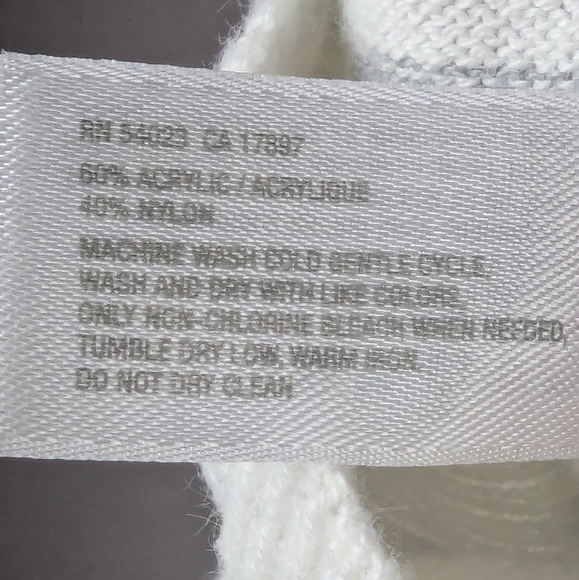 RN 54023 CA 17897
60% ACRYLIC / ACRYLIQUE
40% NYLON
MACHINE WASH COLD GENTLE CYCLE
WASH AND DRY WITH LIKE COLORS
ONLY NON-CHLORINE BLEACH WHEN NEEDED,
TUMBLE DRY LOW, WARM IRON
DO NOT DRY CLEAN